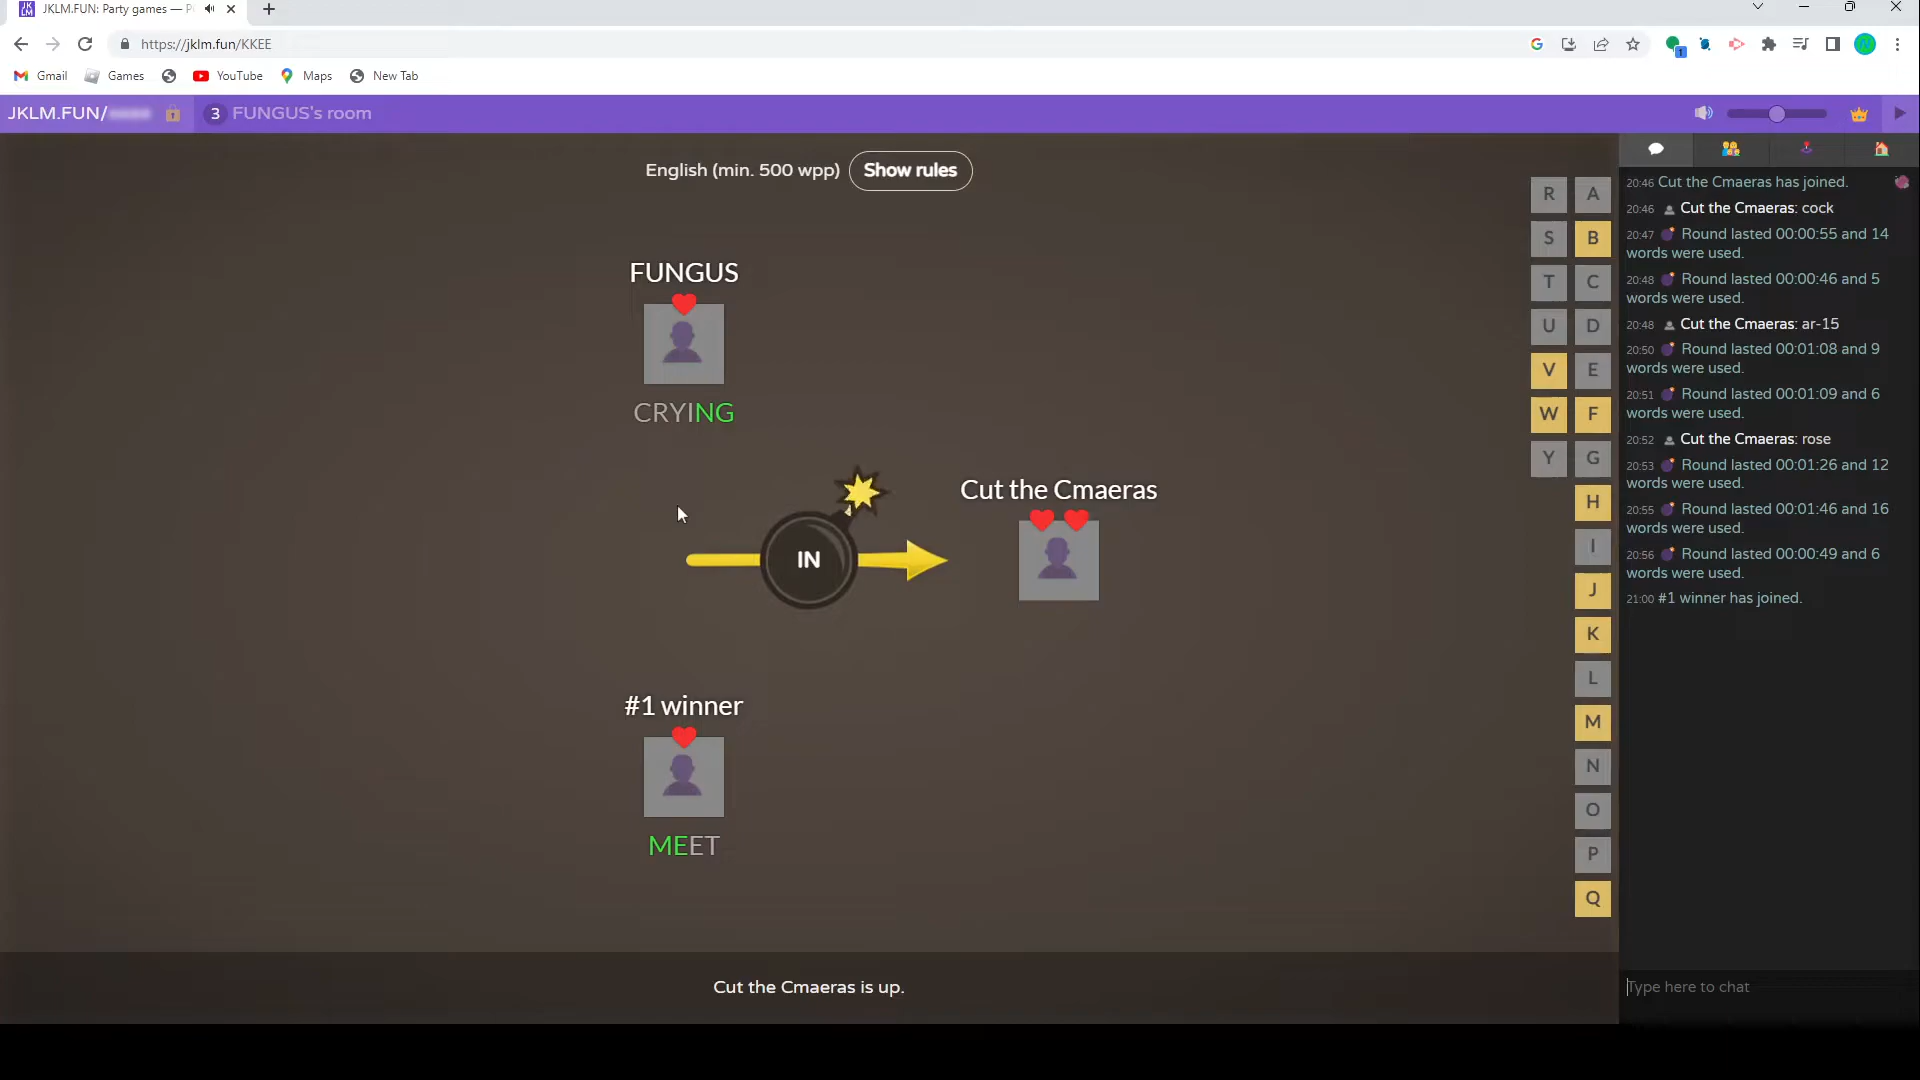 JKLM.FUN: Party games — P
https://jklm.fun/KKEE
Gmail
Games
YouTube
Maps
New Tab
JKLM.FUN/
3 FUNGUS's room
English (min. 500 wpp) Show rules
FUNGUS
CRYING
IN
Cut the Cmaeras
#1 winner
MEET
Cut the Cmaeras is up.
R A
S B
T C
U D
V E
W F
Y G
H
I
J
K
L
M
N
O
P
Q
20:46 Cut the Cmaeras has joined.
20:46 Cut the Cmaeras: cock
20:47 Round lasted 00:00:55 and 14
words were used.
20:48 Round lasted 00:00:46 and 5
words were used.
20:48 Cut the Cmaeras: ar-15
20:50 Round lasted 00:01:08 and 9
words were used.
20:51 Round lasted 00:01:09 and 6
words were used.
20:52 Cut the Cmaeras: rose
20:53 Round lasted 00:01:26 and 12
words were used.
20:55 Round lasted 00:01:46 and 16
words were used.
20:56 Round lasted 00:00:49 and 6
words were used.
21:00 #1 winner has joined.
Type here to chat